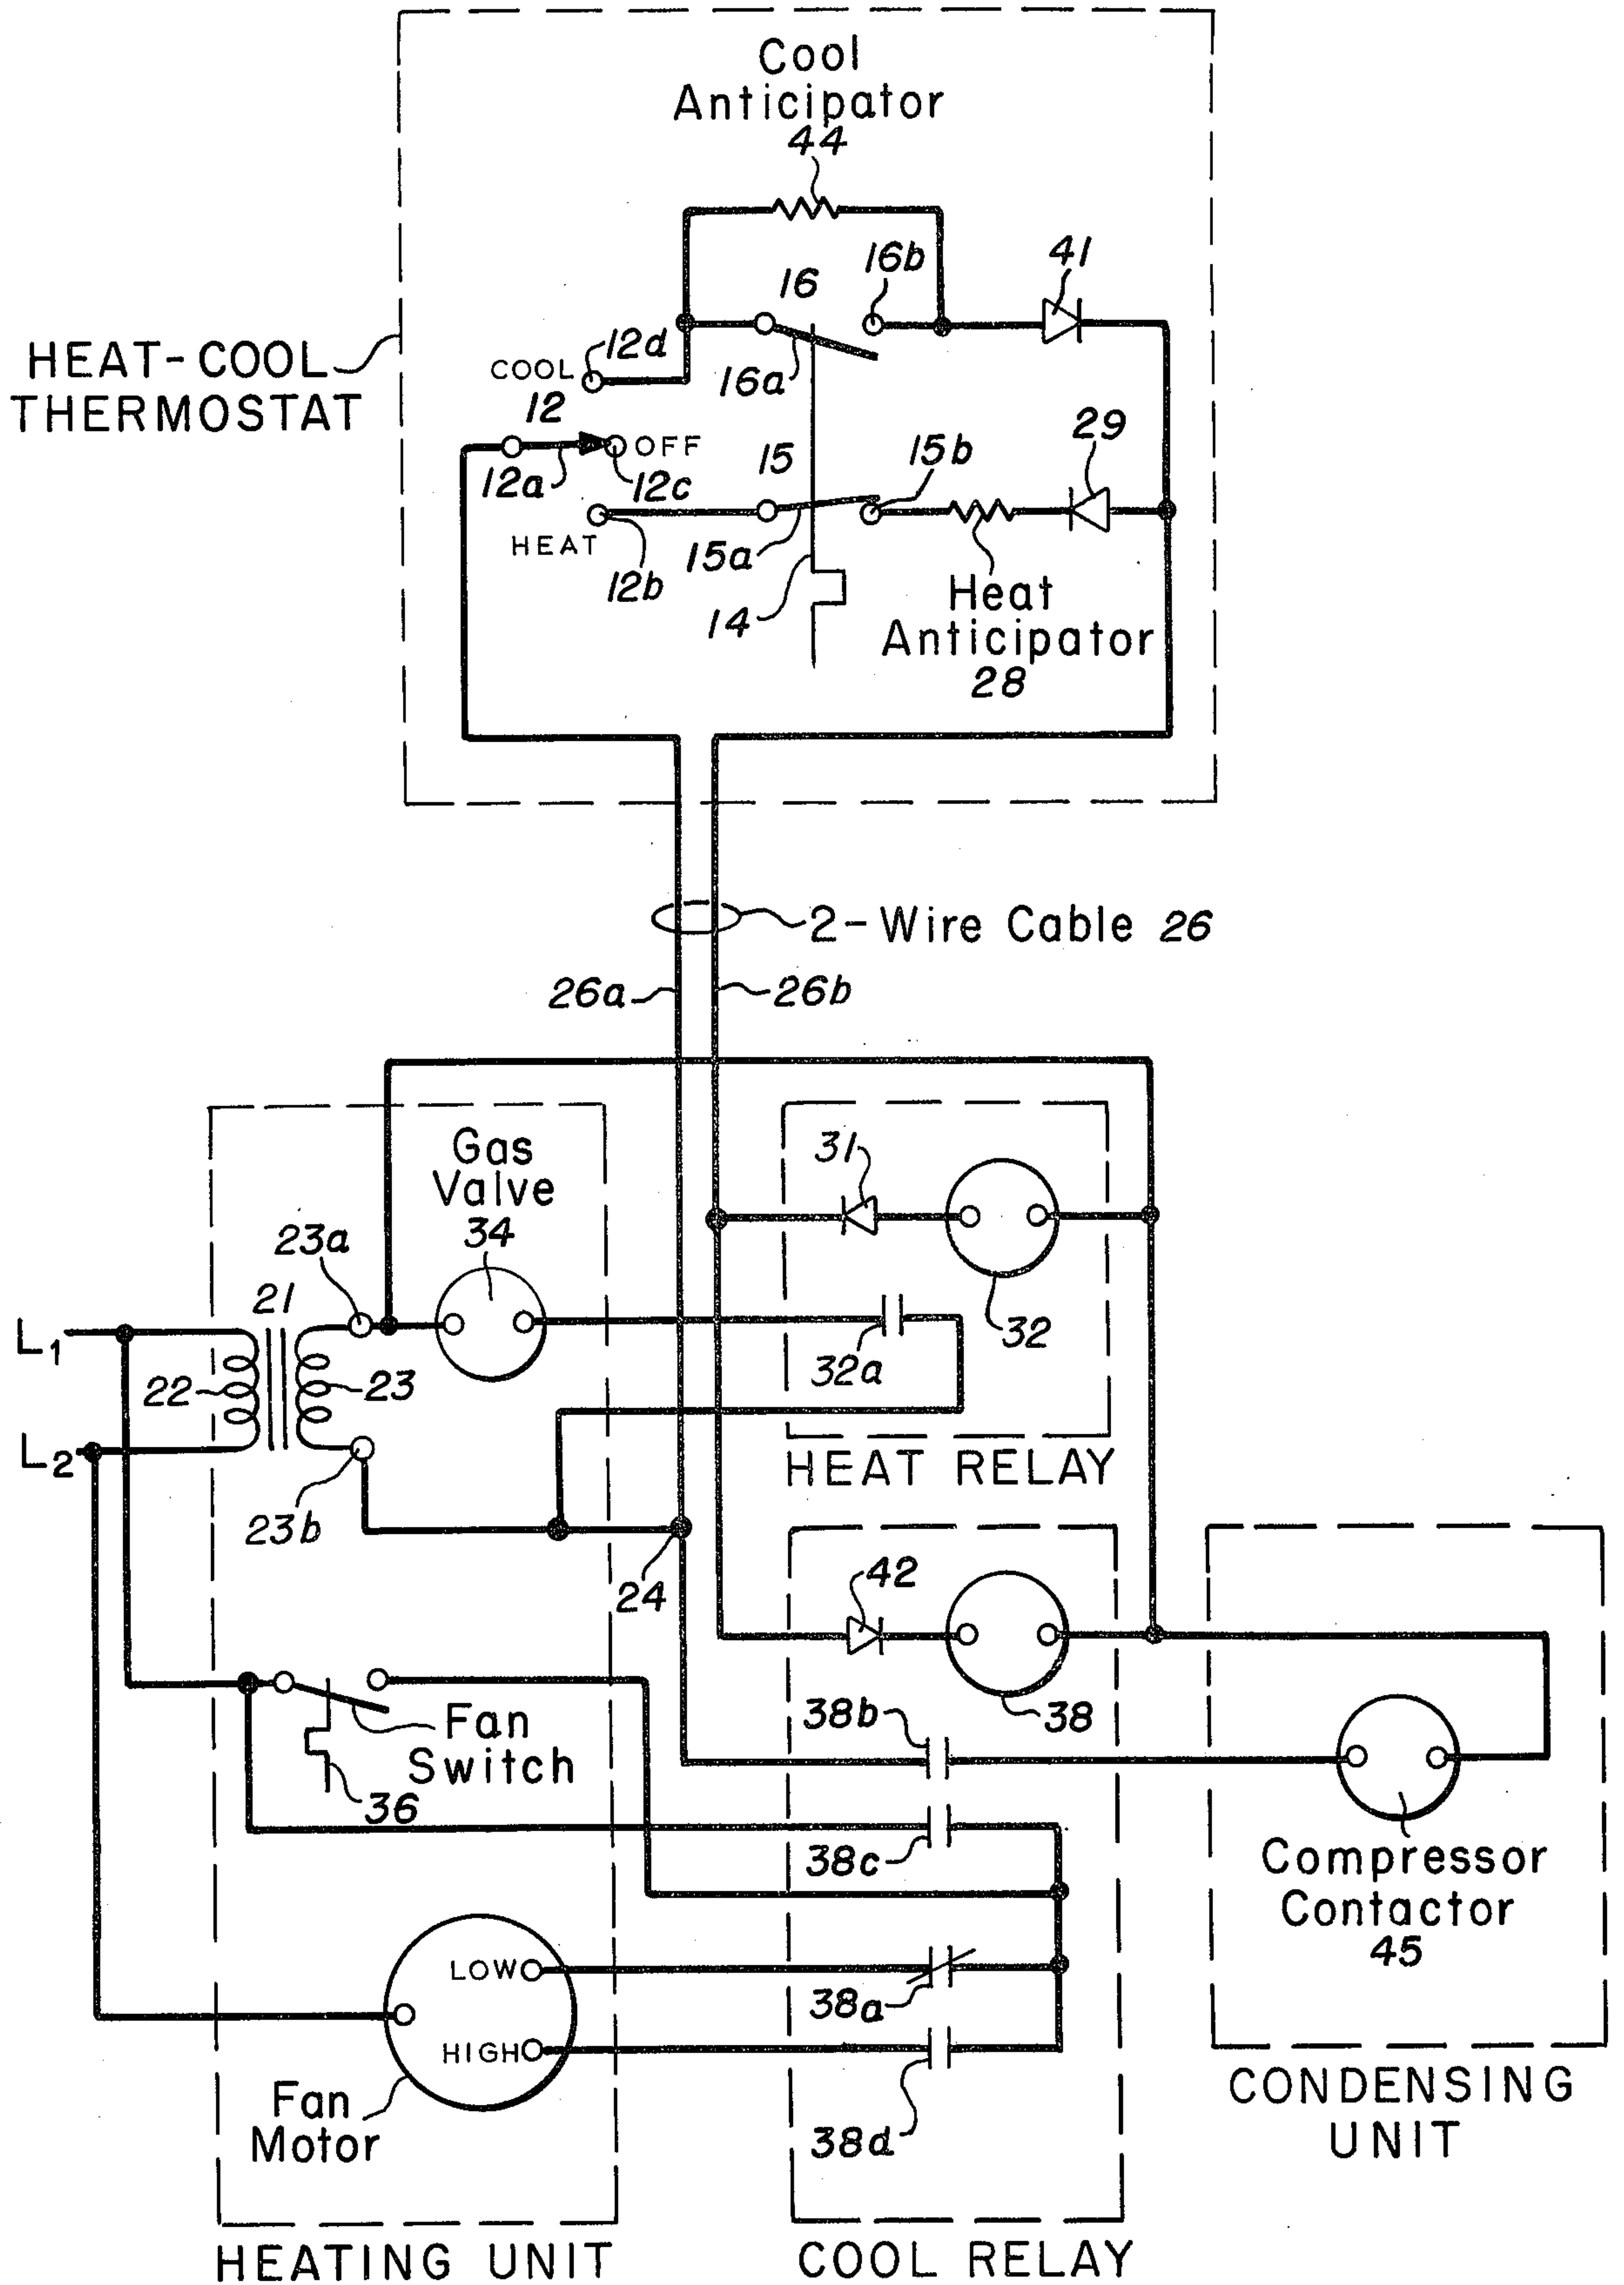 Cool
Anticipator
44
16b
41
16
HEAT-COOL
THERMOSTAT
COOL
12d
12
16a
OFF
12a
12c
15
15b
29
HEAT
12b
15a
14
Heat
Anticipator
28
2-Wire Cable 26
26a
26b
Gas
Valve
34
31
23a
21
L1
22
23
32a
32
L2
23b
HEAT RELAY
24
42
Fan
Switch
36
38b
38
38c
Compressor
Contactor
45
LOW
38a
HIGH
Fan
Motor
38d
CONDENSING
UNIT
HEATING UNIT
COOL RELAY